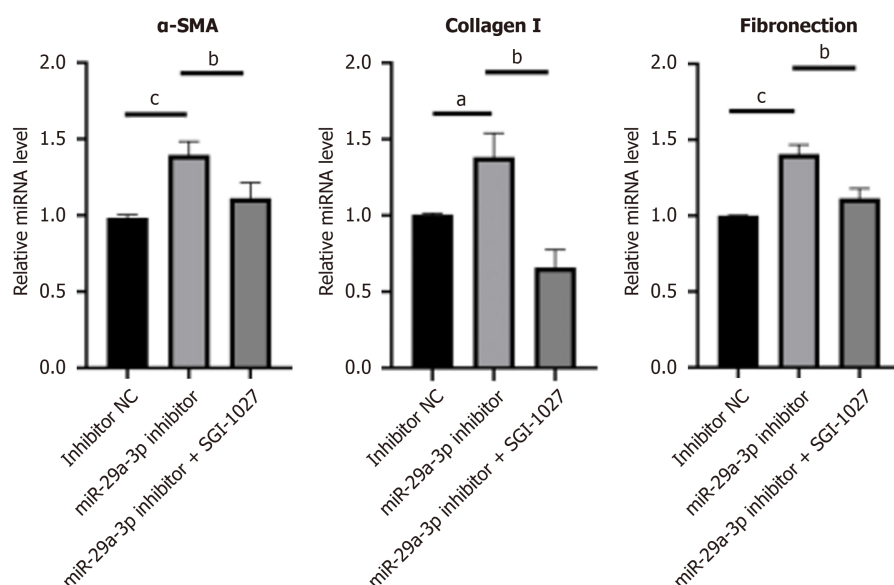 α-SMA
Relative miRNA level
2.0
1.5
1.0
0.5
0.0
c
b
Inhibitor NC
miR-29a-3p inhibitor
miR-29a-3p inhibitor + SGI-1027
Collagen I
Relative miRNA level
2.0
1.5
1.0
0.5
0.0
a
b
Inhibitor NC
miR-29a-3p inhibitor
miR-29a-3p inhibitor + SGI-1027
Fibronection
Relative miRNA level
2.0
1.5
1.0
0.5
0.0
c
b
Inhibitor NC
miR-29a-3p inhibitor
miR-29a-3p inhibitor + SGI-1027